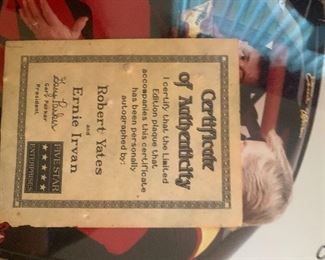 Certificate
of Authenticity
I certify that the Limited
Edition plaque that
accompanies this certificate
has been personally
autographed by:
Robert Yates
and
Ernie Irvan
Gary Parker
President
FIVE STAR
★★★★★
ENTERPRISES